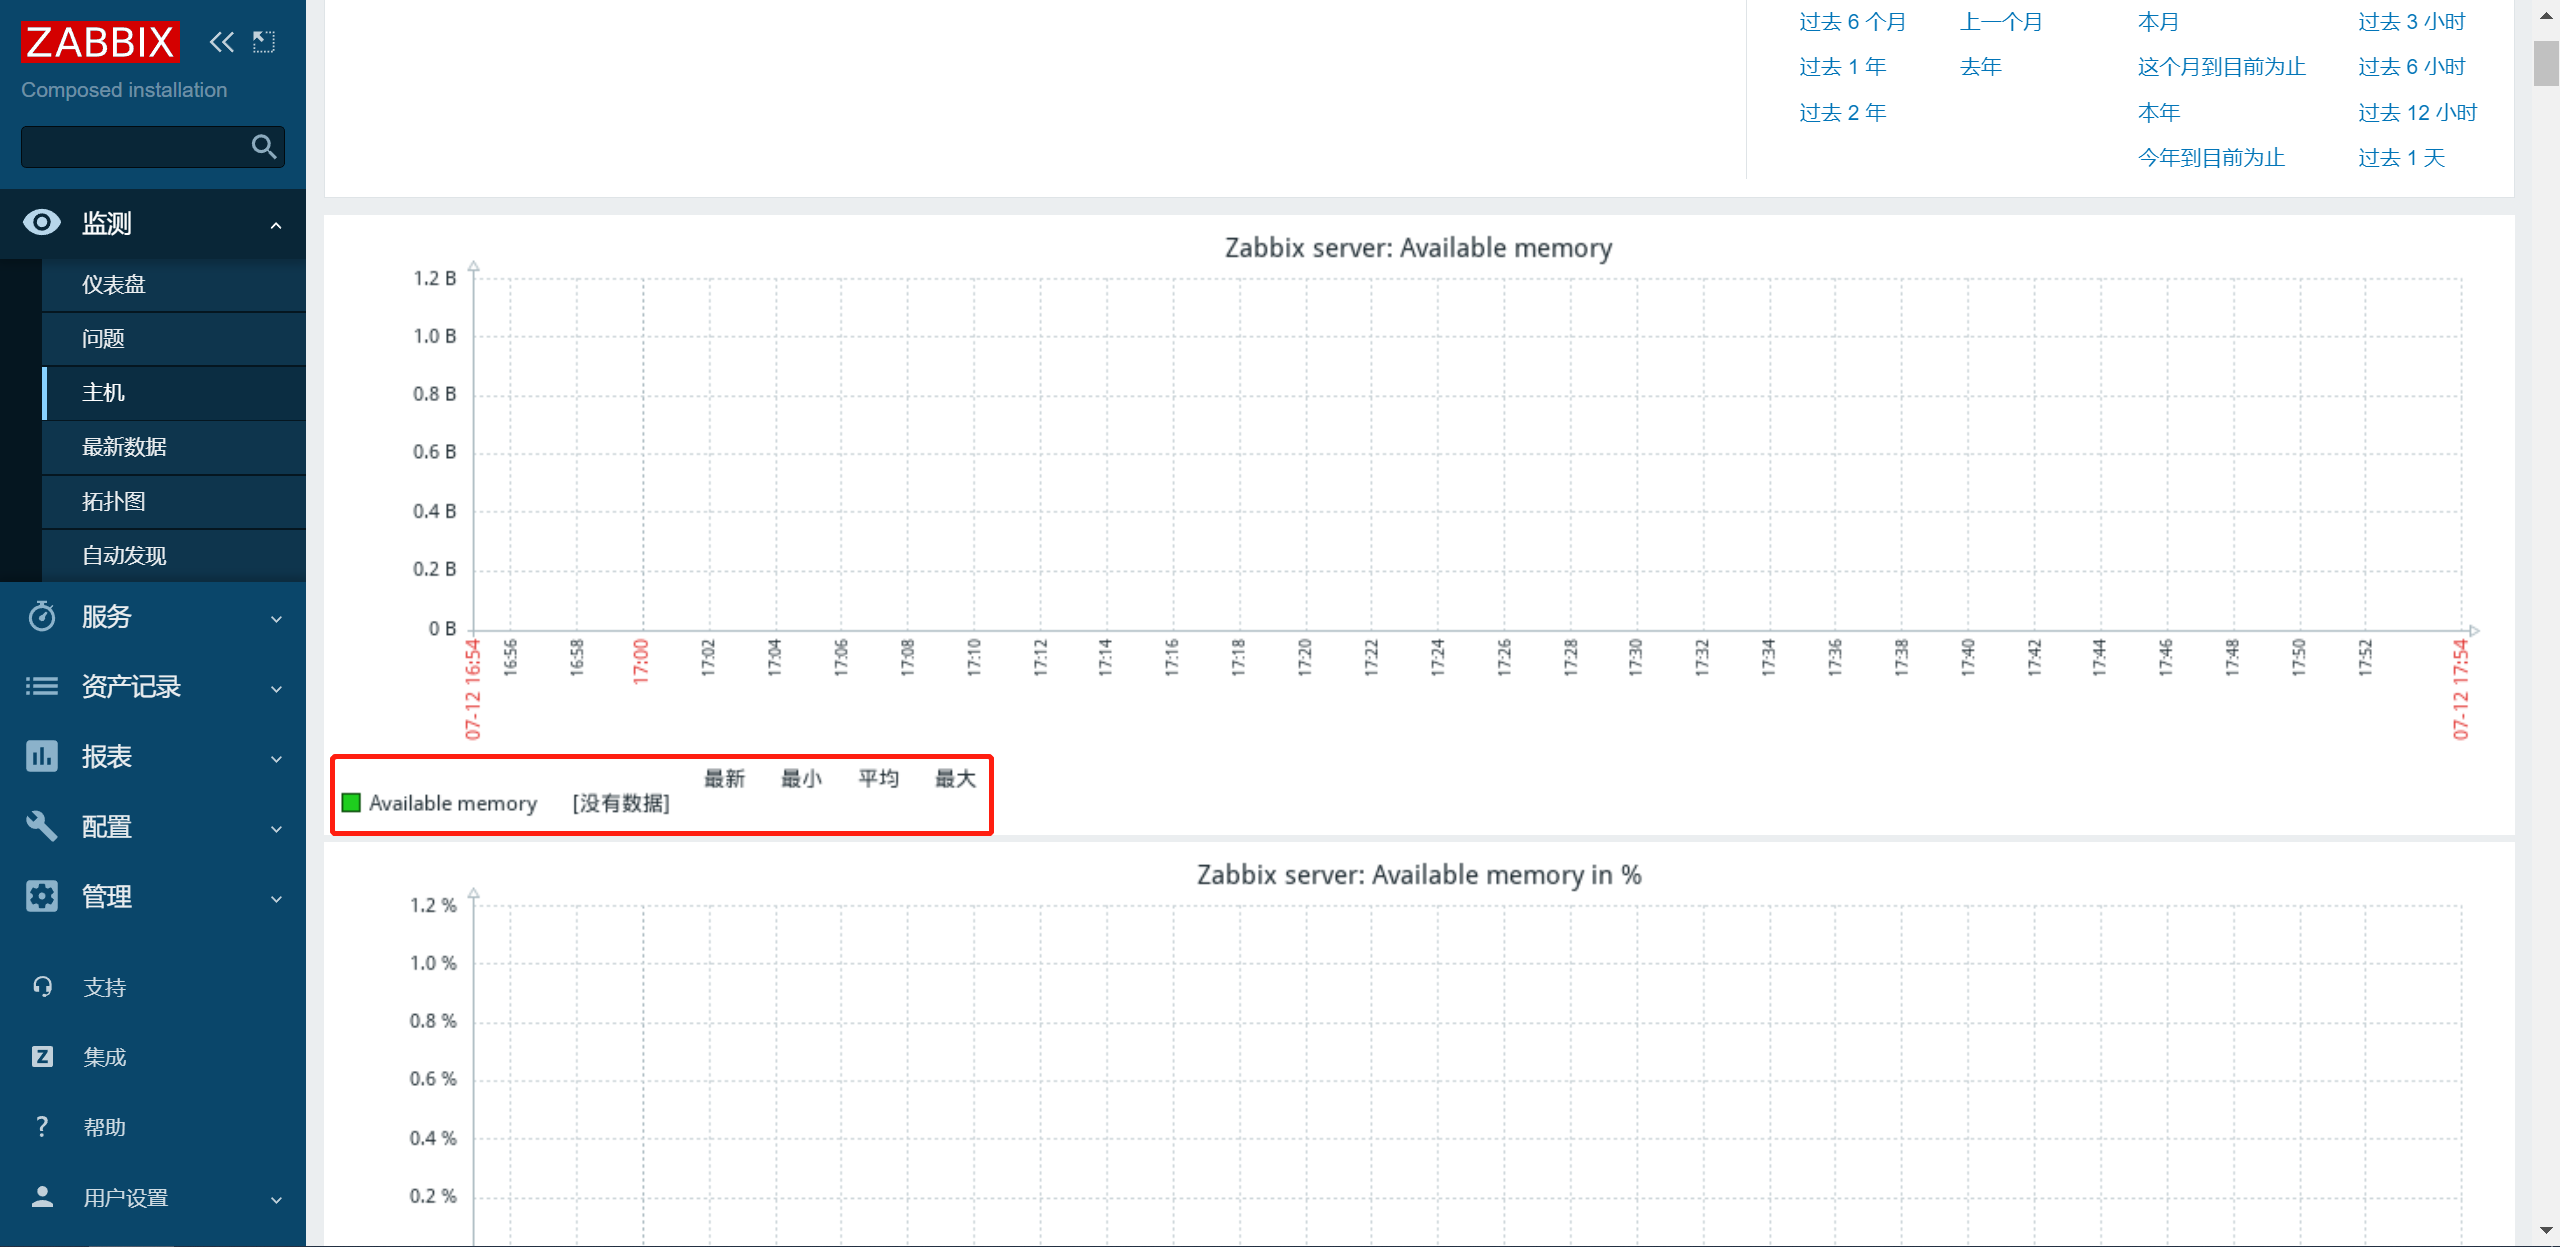 ZABBIX
Composed installation
监测
仪表盘
问题
主机
最新数据
拓扑图
自动发现
服务
资产记录
报表
配置
管理
支持
集成
帮助
用户设置
过去 6 个月 上一个月 本月 过去 3 小时
过去 1 年 去年 这个月到目前为止 过去 6 小时
过去 2 年 本年 过去 12 小时
今年到目前为止 过去 1 天
Zabbix server: Available memory
1.2 B
1.0 B
0.8 B
0.6 B
0.4 B
0.2 B
0 B
07-12 16:54 16:56 16:58 17:00 17:02 17:04 17:06 17:08 17:10 17:12 17:14 17:16 17:18 17:20 17:22 17:24 17:26 17:28 17:30 17:32 17:34 17:36 17:38 17:40 17:42 17:44 17:46 17:48 17:50 17:52 07-12 17:54
最新 最小 平均 最大
Available memory [没有数据]
Zabbix server: Available memory in %
1.2 %
1.0 %
0.8 %
0.6 %
0.4 %
0.2 %